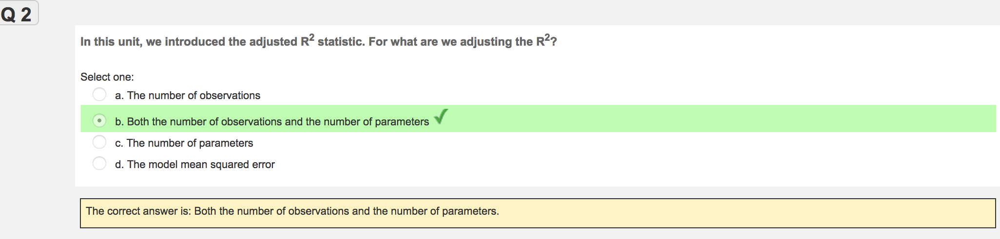 Q 2
In this unit, we introduced the adjusted R² statistic. For what are we adjusting the R²?
Select one:
a. The number of observations
b. Both the number of observations and the number of parameters
c. The number of parameters
d. The model mean squared error
The correct answer is: Both the number of observations and the number of parameters.